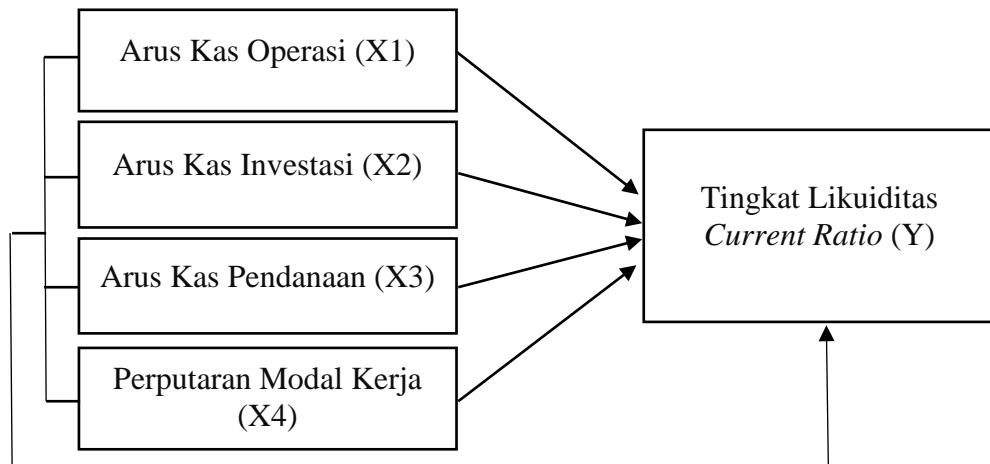 Arus Kas Operasi (X1)
Arus Kas Investasi (X2)
Arus Kas Pendanaan (X3)
Perputaran Modal Kerja
(X4)
Tingkat Likuiditas
Current Ratio (Y)